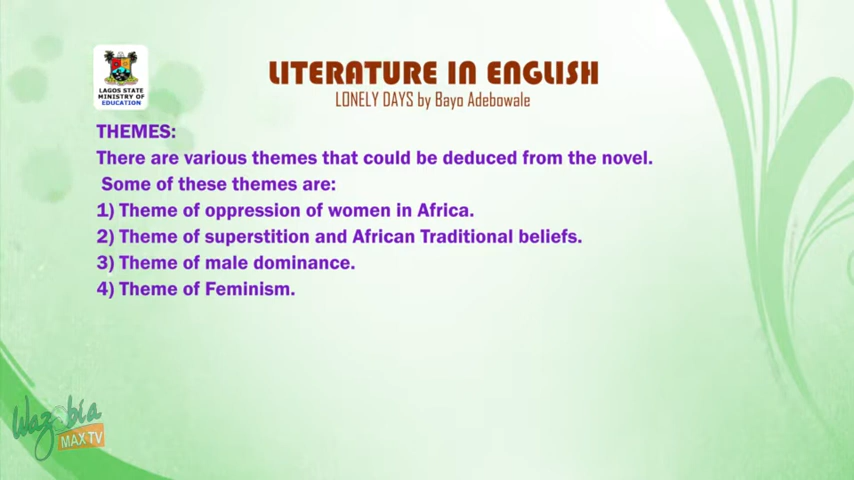 LITERATURE IN ENGLISH
LONELY DAYS by Bayo Adebowale
LAGOS STATE
MINISTRY OF
EDUCATION
THEMES:
There are various themes that could be deduced from the novel.
Some of these themes are:
1) Theme of oppression of women in Africa.
2) Theme of superstition and African Traditional beliefs.
3) Theme of male dominance.
4) Theme of Feminism.
Wazobia
MAX TV